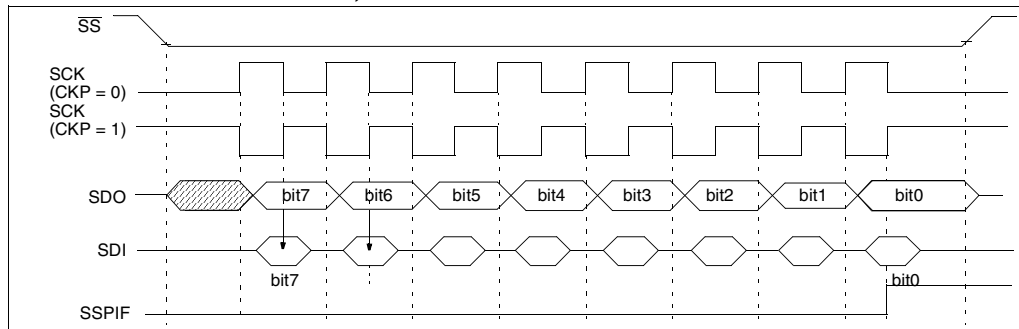 SS
SCK
(CKP = 0)
SCK
(CKP = 1)
SDO bit7 bit6 bit5 bit4 bit3 bit2 bit1 bit0
SDI
bit7 bit0
SSPIF